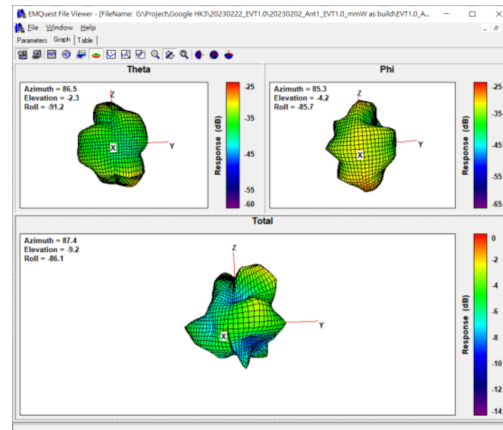 EMQuest File Viewer - [FileName: G:\Project\Google HK3\20230222_EVT1.0\20230202_Ant1_EVT1.0_mmW as build\EVT1.0_A...
File Window Help
Parameters Graph Table
Theta
Azimuth = 86.5
Elevation = -2.3
Roll = -91.2
Z
Y
X
Response (dB)
-25
-35
-45
-55
-60
Phi
Azimuth = 85.3
Elevation = -4.2
Roll = -85.7
Z
Y
X
Response (dB)
-25
-35
-45
-55
-65
Total
Azimuth = 87.4
Elevation = -9.2
Roll = -86.1
Z
Y
X
Response (dB)
0
-2
-4
-6
-8
-10
-12
-14